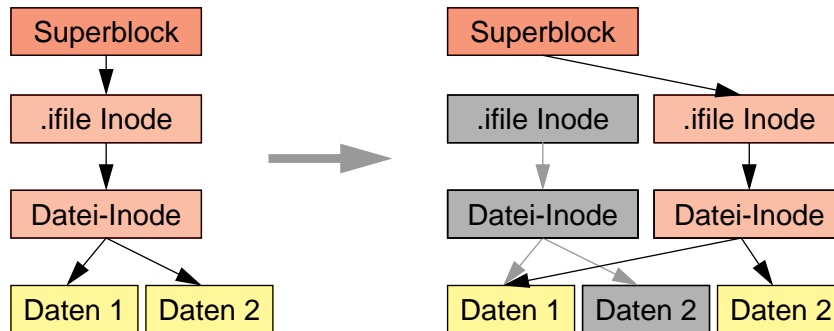 Superblock
.ifile Inode
Datei-Inode
Daten 1
Daten 2
Superblock
.ifile Inode
.ifile Inode
Datei-Inode
Datei-Inode
Daten 1
Daten 2
Daten 2